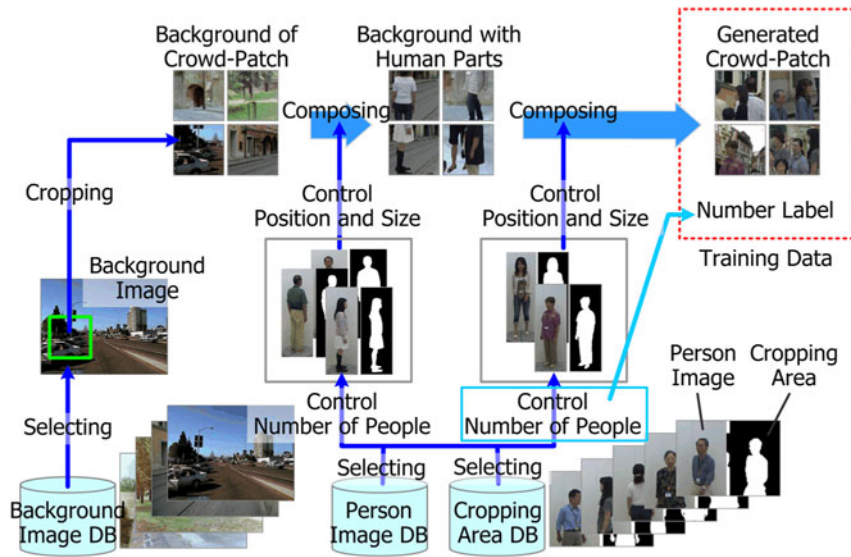 Background of
Crowd-Patch
Background with
Human Parts
Generated
Crowd-Patch
Composing
Composing
Cropping
Control
Position and Size
Control
Position and Size
Number Label
Training Data
Background
Image
Person
Image
Cropping
Area
Selecting
Control
Number of People
Control
Number of People
Selecting
Selecting
Background
Image DB
Person
Image DB
Cropping
Area DB